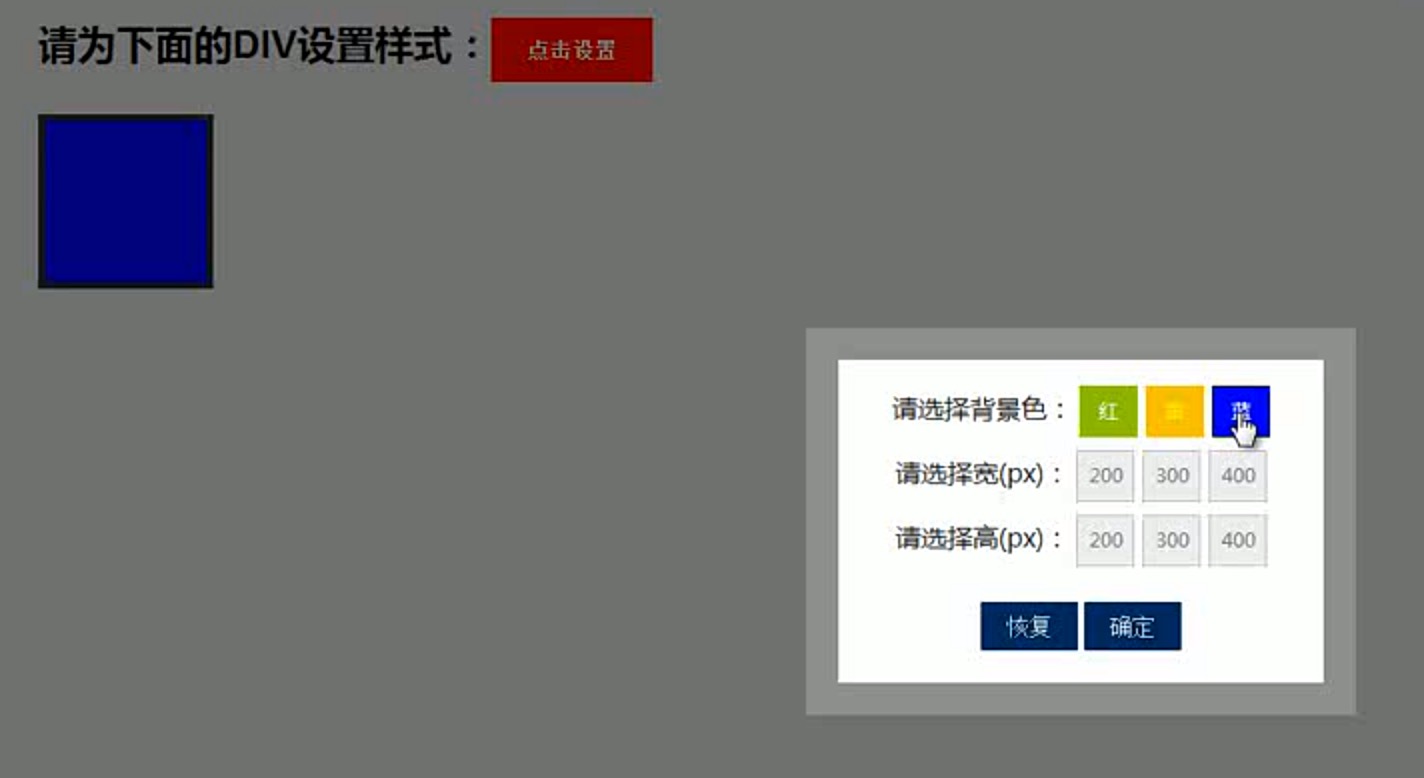 请为下面的DIV设置样式：
点击设置
请选择背景色： 红 蓝
请选择宽(px)： 200 300 400
请选择高(px)： 200 300 400
恢复 确定